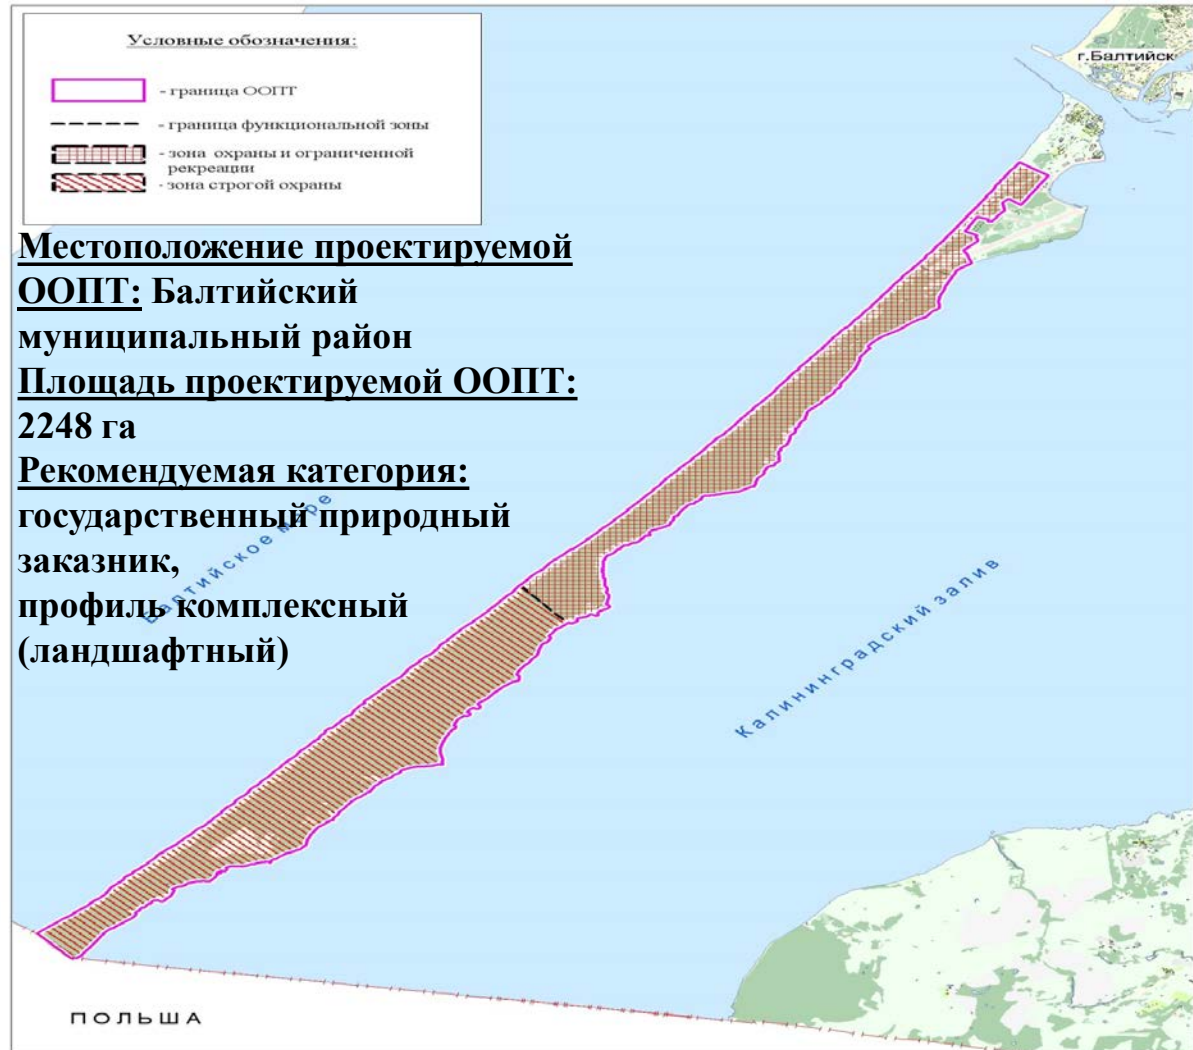 Условные обозначения:
- граница ООПТ
- граница функциональной зоны
- зона охраны и ограниченной
рекреации
- зона строгой охраны
г.Балтийск
Местоположение проектируемой
ООПТ: Балтийский
муниципальный район
Площадь проектируемой ООПТ:
2248 га
Рекомендуемая категория:
государственный природный
заказник,
профиль комплексный
(ландшафтный)
Балтийское море
Калининградский залив
ПОЛЬША